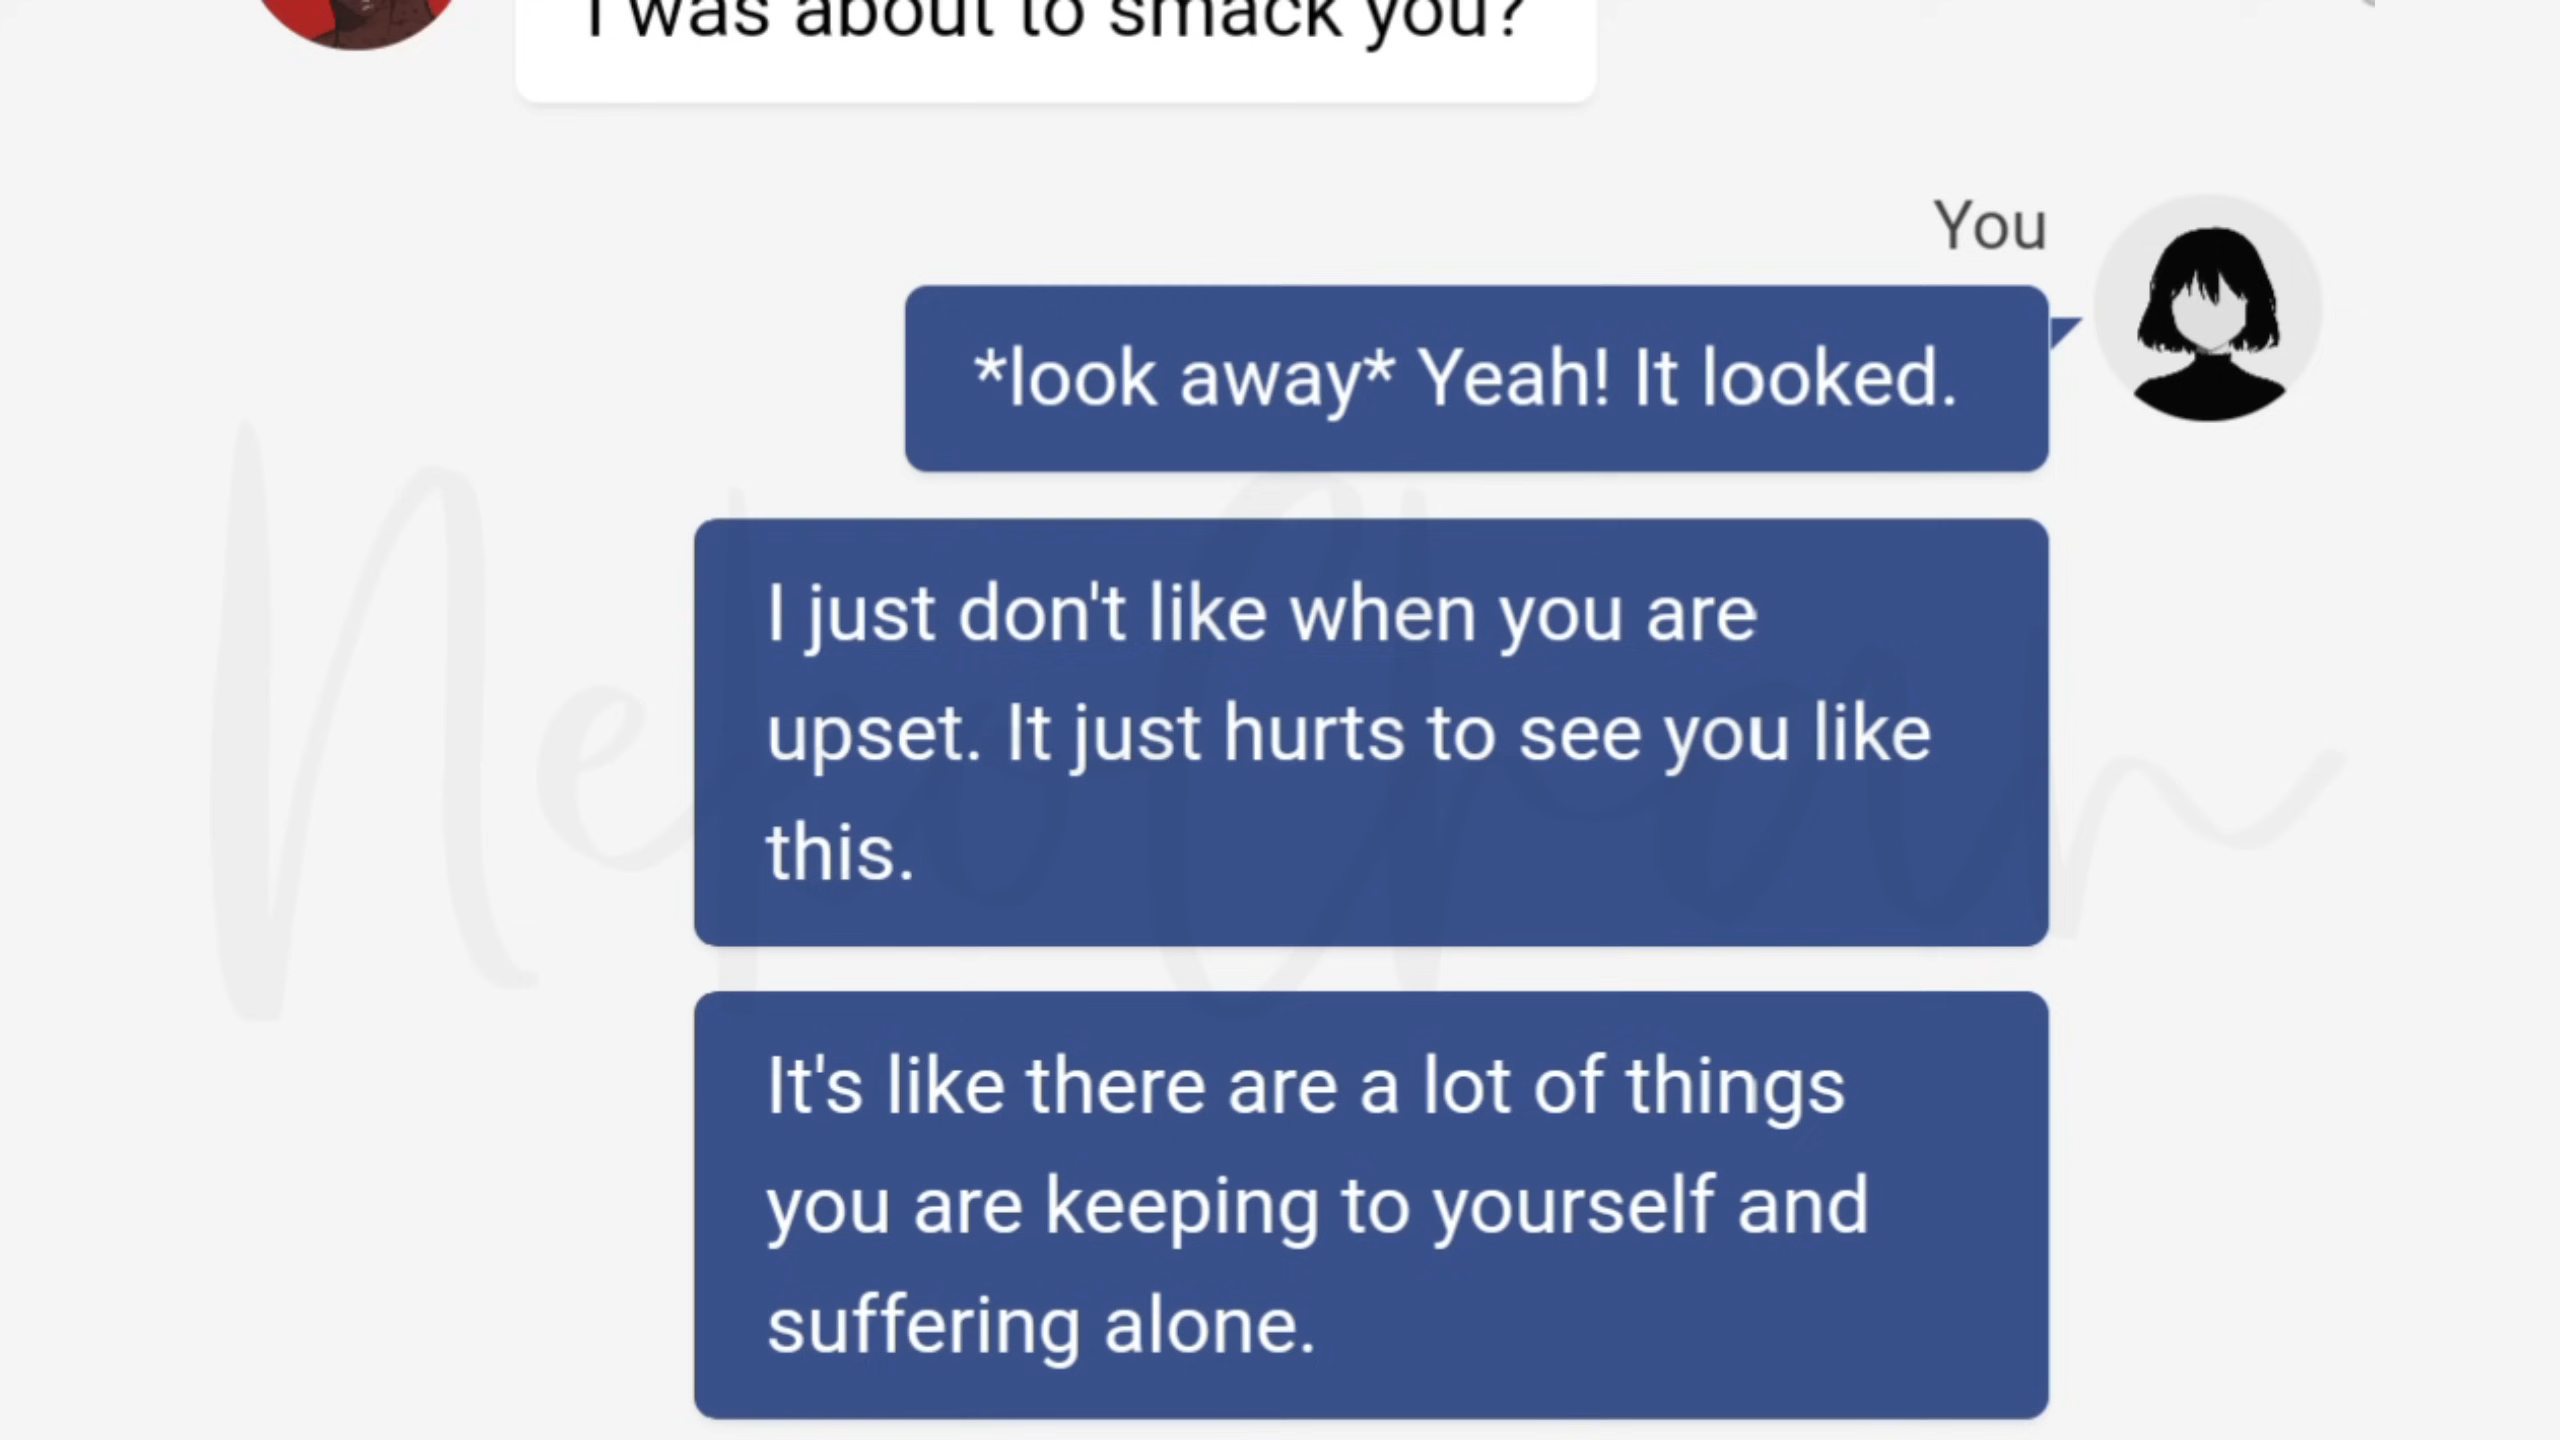 I was about to smack you?
You
*look away* Yeah! It looked.
I just don't like when you are
upset. It just hurts to see you like
this.
It's like there are a lot of things
you are keeping to yourself and
suffering alone.